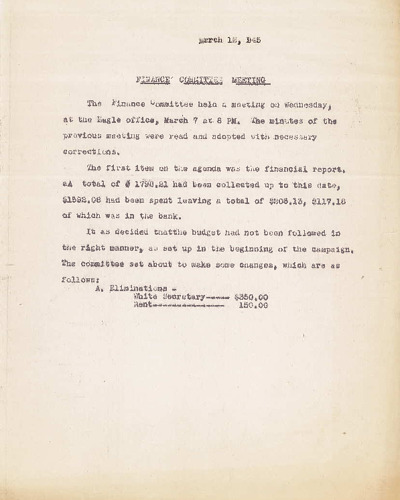 March 12, 945
FINANCE COMMITTEE MEETING
The Finance Committee held a meeting on Wednesday,
at the Eagle office, March 7 at 8 PM. The minutes of the
previous meeting were read and adopted with necessary
corrections.
The first item on the agenda was the financial report.
aA total of $ 1790.21 had been collected up to this date,
$1592.08 had been spent leaving a total of $208.13, $117.18
of which was in the bank.
It as decided thatthe budget had not been followed in
the right manner, as set up in the beginning of the campaign.
The committee set about to make some changes, which are as
follows:
A. Eliminations -
White Secretary----- $350.00
Rent---------------- 150.00